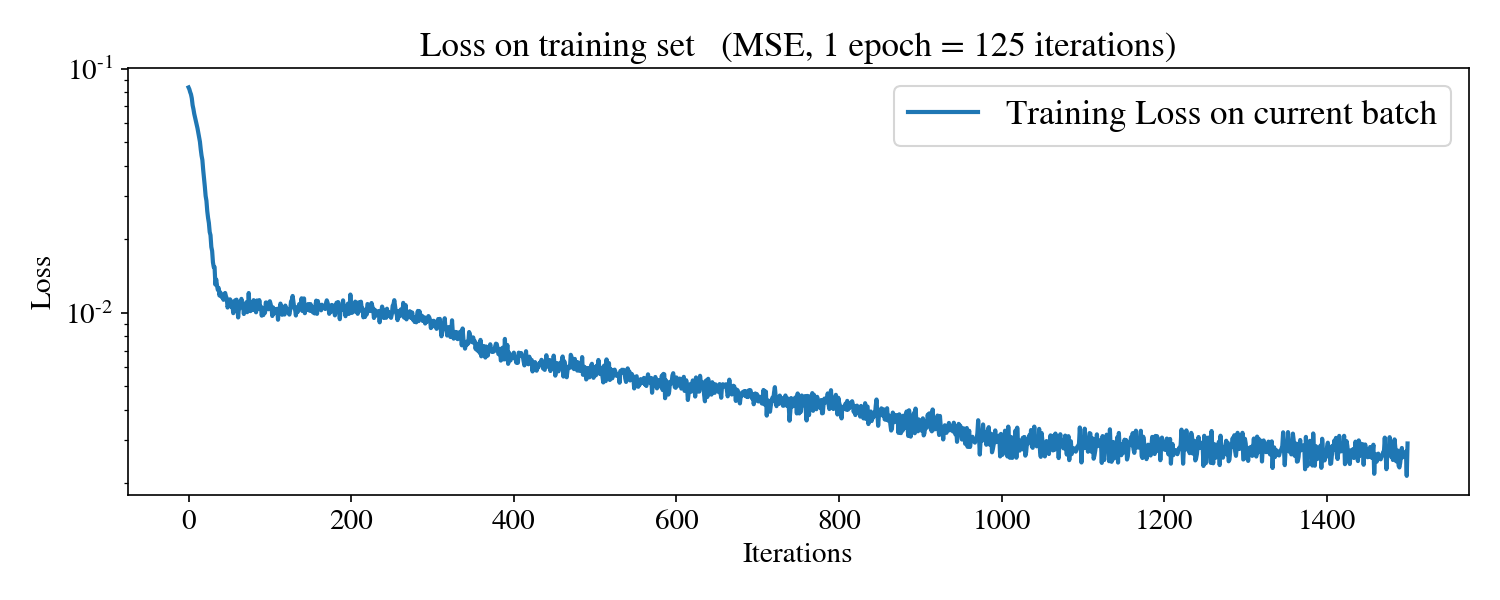 Loss on training set   (MSE, 1 epoch = 125 iterations)
Training Loss on current batch
Loss
10⁻¹
10⁻²
0 200 400 600 800 1000 1200 1400
Iterations